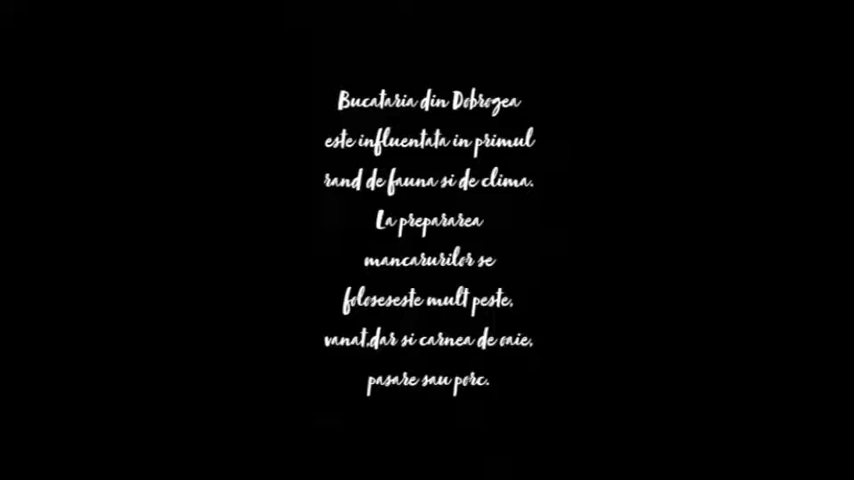 Bucataria din Dobrogea
este influentata in primul
rand de fauna si de clima.
La prepararea
mancarurilor se
foloseseste mult peste,
vanat,dar si carnea de oaie,
pasare sau porc.